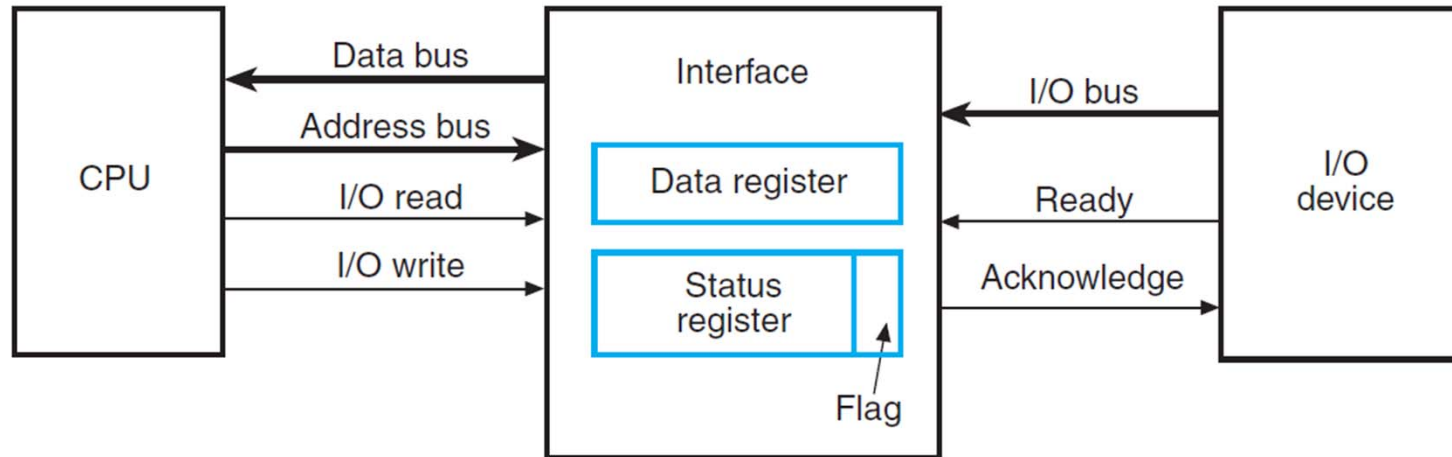 CPU
Data bus
Address bus
I/O read
I/O write
Interface
Data register
Status
register
Flag
I/O bus
Ready
Acknowledge
I/O
device